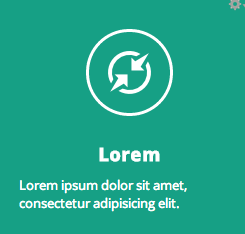 Lorem
Lorem ipsum dolor sit amet,
consectetur adipisicing elit.